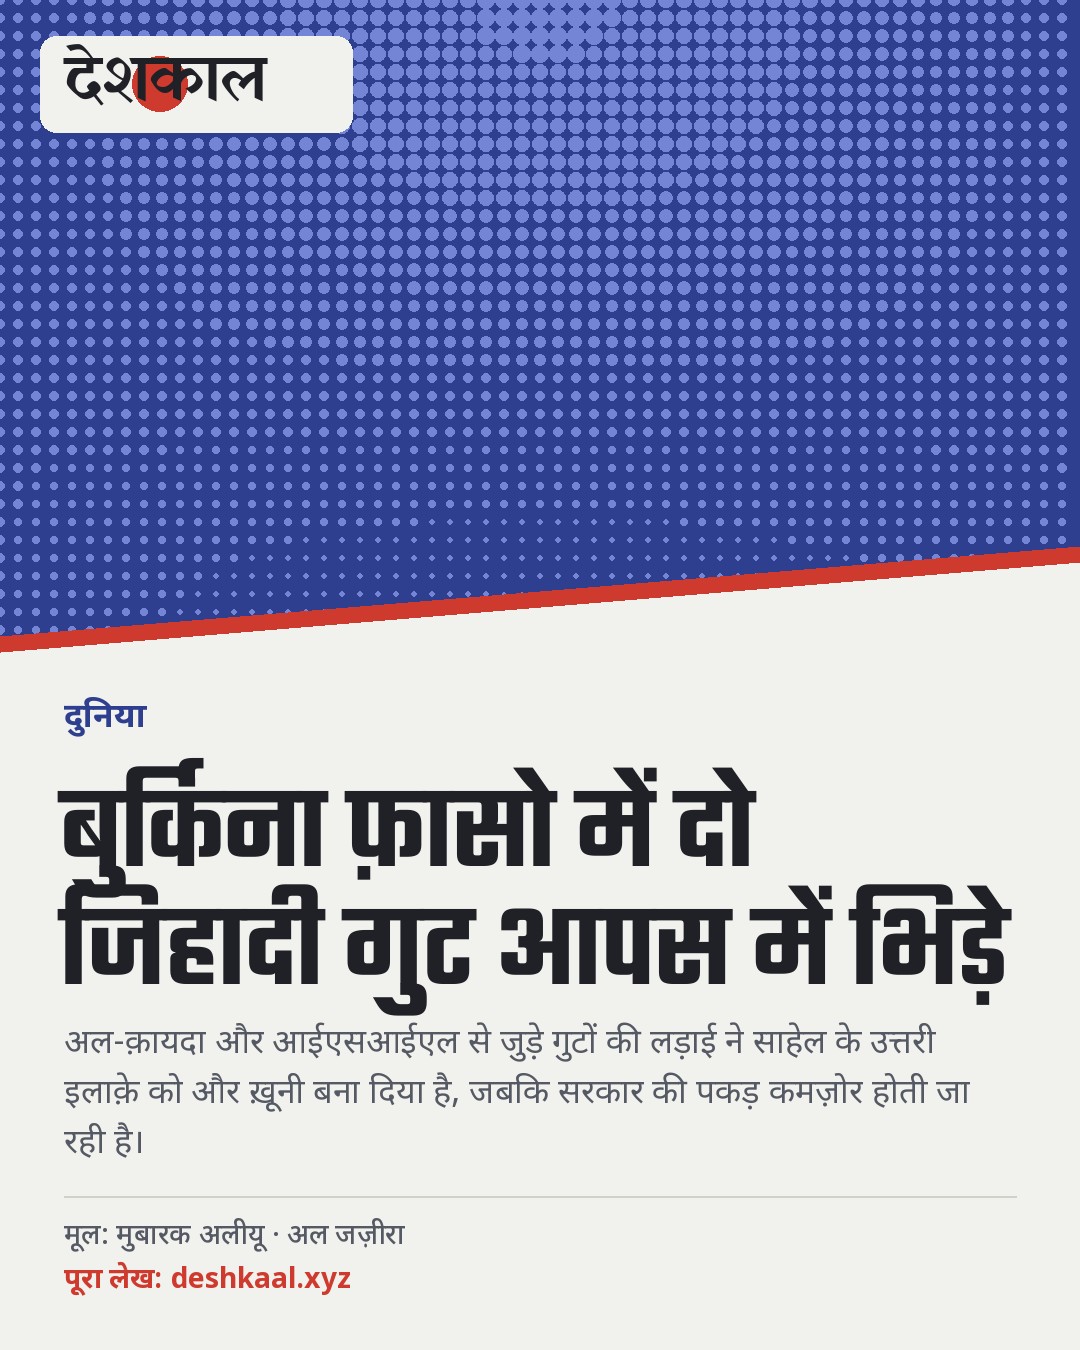 देशकाल
दुनिया
बुर्किना फ़ासो में दो
जिहादी गुट आपस में भिड़े
अल-क़ायदा और आईएसआईएल से जुड़े गुटों की लड़ाई ने साहेल के उत्तरी
इलाक़े को और ख़ूनी बना दिया है, जबकि सरकार की पकड़ कमज़ोर होती जा
रही है।
मूल: मुबारक अलीयू · अल जज़ीरा
पूरा लेख: deshkaal.xyz